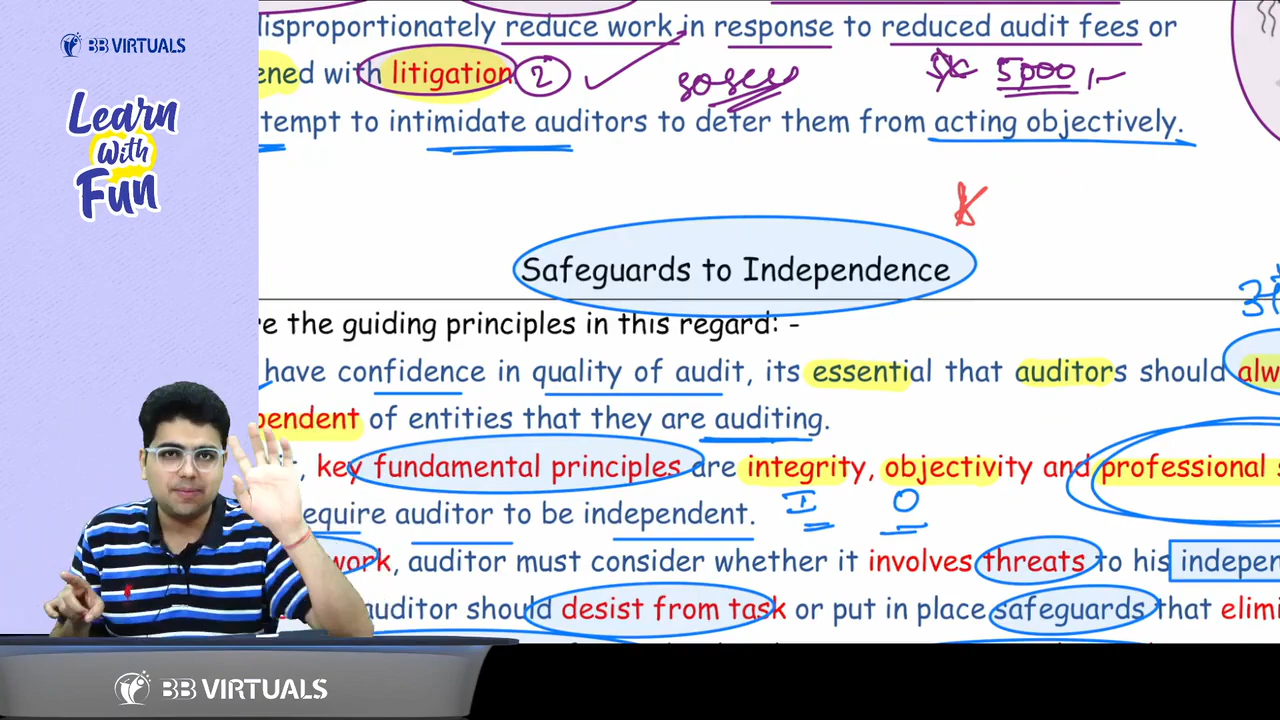 BB VIRTUALS
Learn
With
Fun
isproportionately reduce work in response to reduced audit fees or
ened with litigation 2
5000 /-
tempt to intimidate auditors to deter them from acting objectively.
Safeguards to Independence
re the guiding principles in this regard: -
have confidence in quality of audit, its essential that auditors should alw
pendent of entities that they are auditing.
, key fundamental principles are integrity, objectivity and professional s
I O
equire auditor to be independent.
work, auditor must consider whether it involves threats to his indepen
auditor should desist from task or put in place safeguards that elimi
BB VIRTUALS